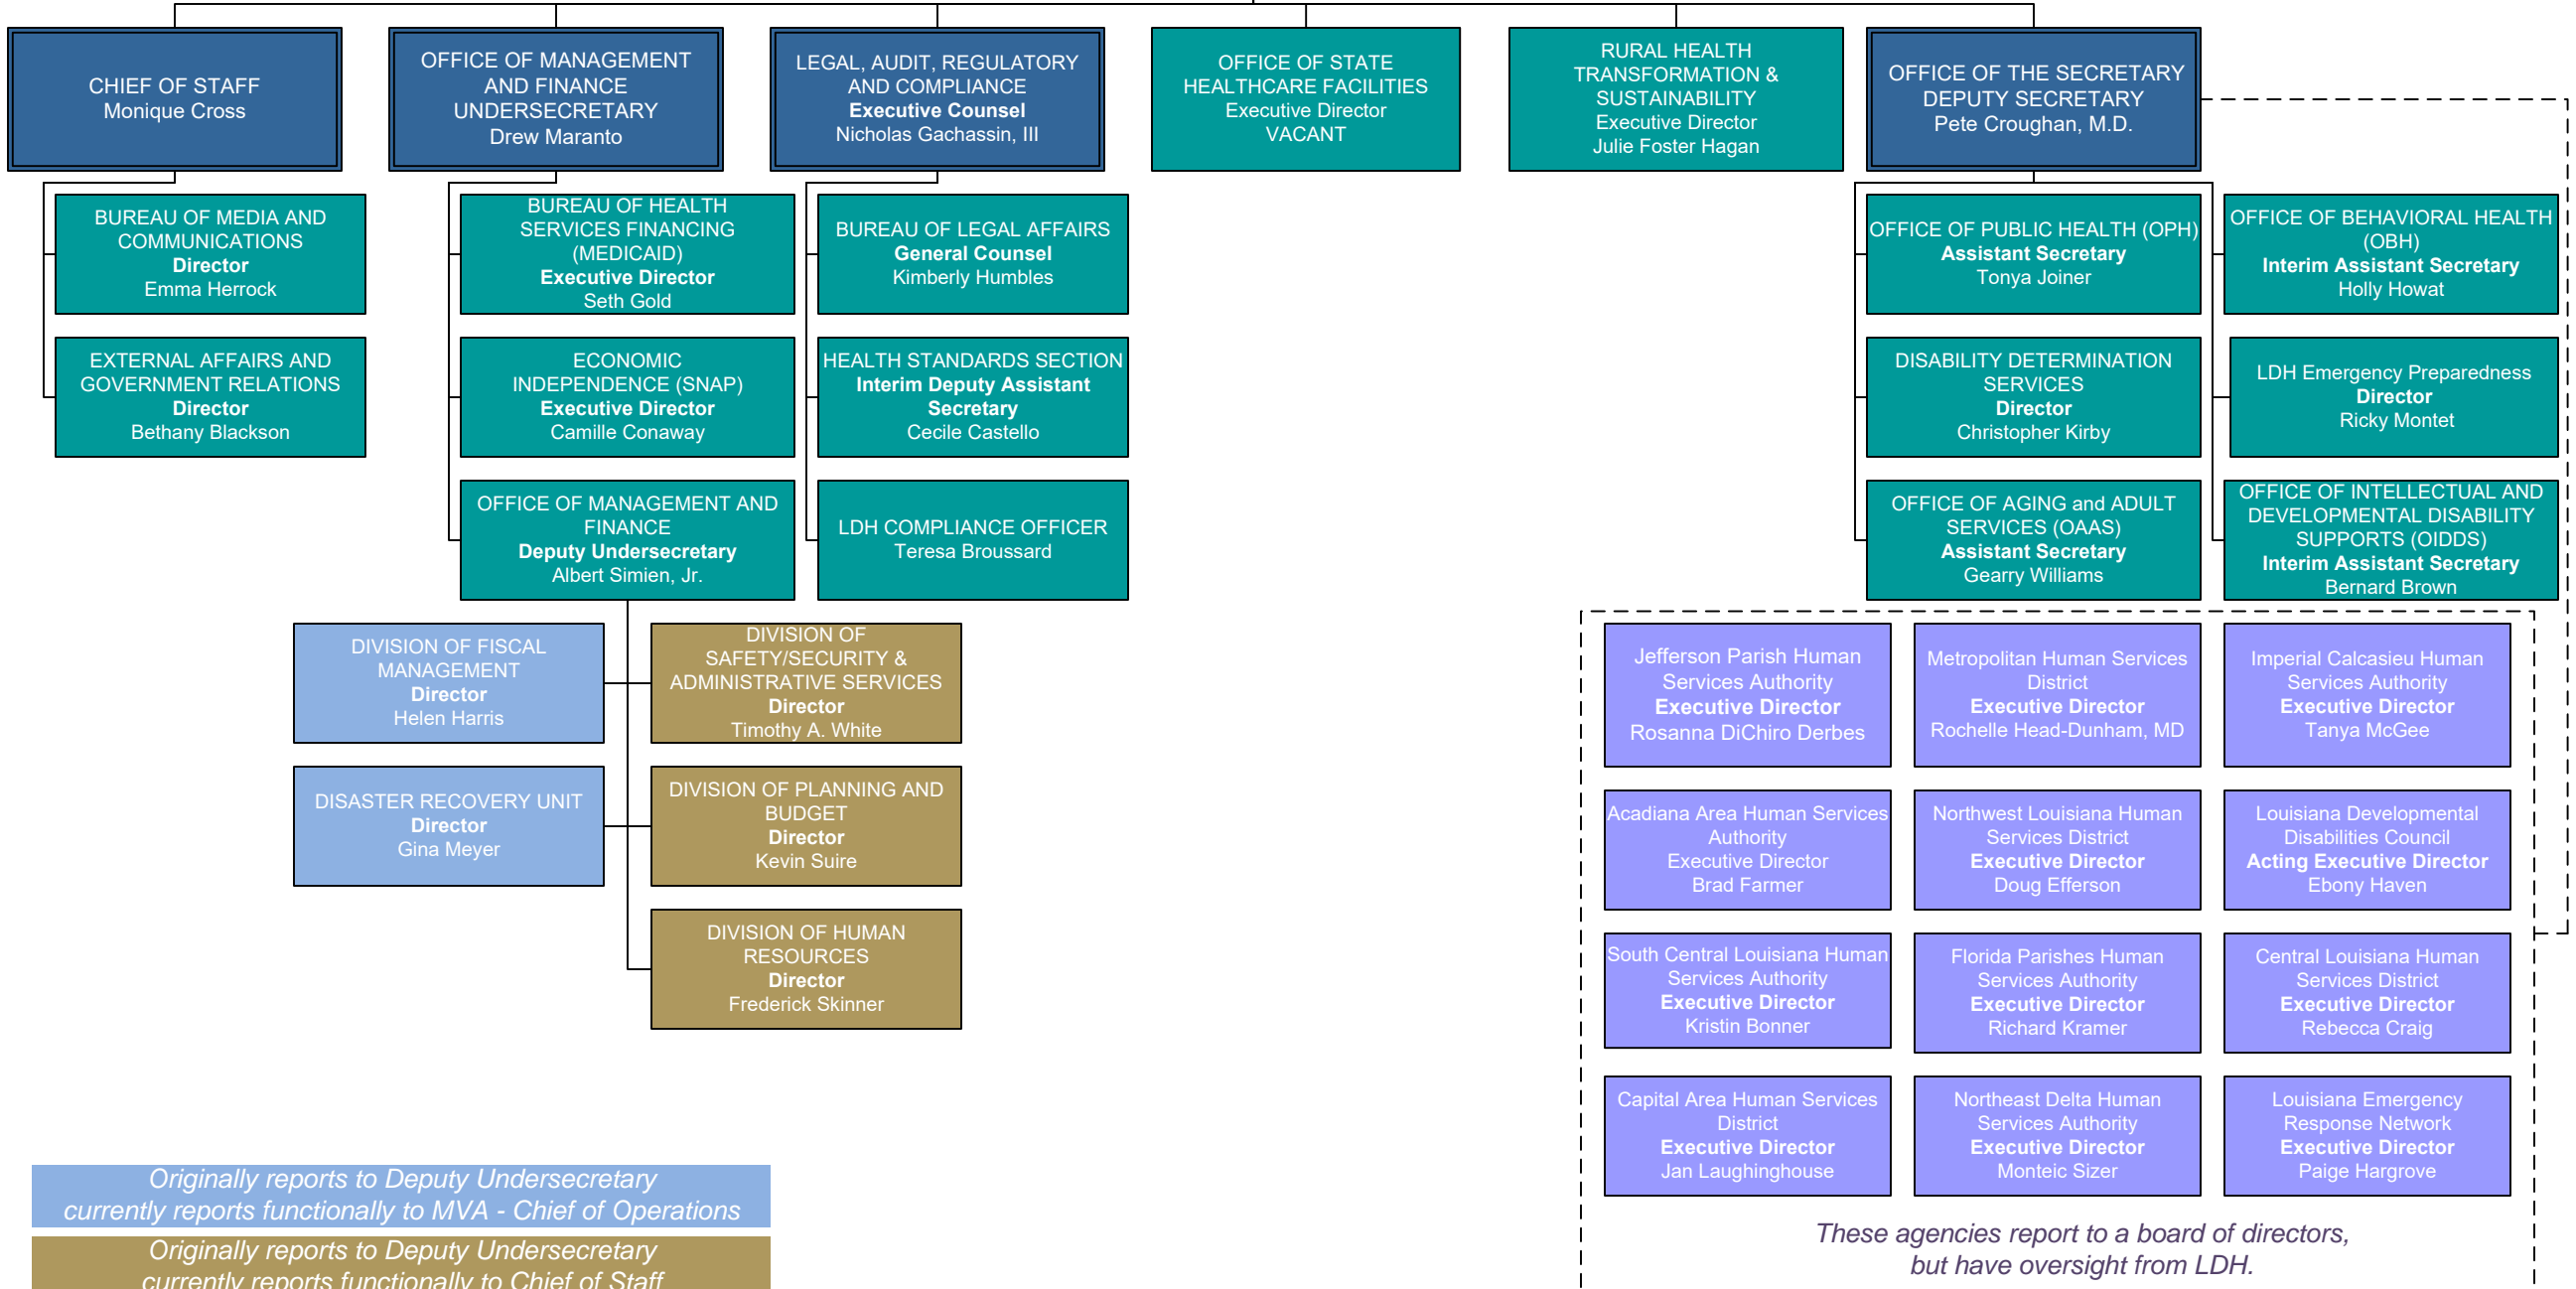 CHIEF OF STAFF
Monique Cross
OFFICE OF MANAGEMENT
AND FINANCE
UNDERSECRETARY
Drew Maranto
LEGAL, AUDIT, REGULATORY
AND COMPLIANCE
Executive Counsel
Nicholas Gachassin, III
OFFICE OF STATE
HEALTHCARE FACILITIES
Executive Director
VACANT
RURAL HEALTH
TRANSFORMATION &
SUSTAINABILITY
Executive Director
Julie Foster Hagan
OFFICE OF THE SECRETARY
DEPUTY SECRETARY
Pete Croughan, M.D.
BUREAU OF MEDIA AND
COMMUNICATIONS
Director
Emma Herrock
BUREAU OF HEALTH
SERVICES FINANCING
(MEDICAID)
Executive Director
Seth Gold
BUREAU OF LEGAL AFFAIRS
General Counsel
Kimberly Humbles
OFFICE OF PUBLIC HEALTH (OPH)
Assistant Secretary
Tonya Joiner
OFFICE OF BEHAVIORAL HEALTH
(OBH)
Interim Assistant Secretary
Holly Howat
EXTERNAL AFFAIRS AND
GOVERNMENT RELATIONS
Director
Bethany Blackson
ECONOMIC
INDEPENDENCE (SNAP)
Executive Director
Camille Conaway
HEALTH STANDARDS SECTION
Interim Deputy Assistant
Secretary
Cecile Castello
DISABILITY DETERMINATION
SERVICES
Director
Christopher Kirby
LDH Emergency Preparedness
Director
Ricky Montet
OFFICE OF MANAGEMENT AND
FINANCE
Deputy Undersecretary
Albert Simien, Jr.
LDH COMPLIANCE OFFICER
Teresa Broussard
OFFICE OF AGING and ADULT
SERVICES (OAAS)
Assistant Secretary
Gearry Williams
OFFICE OF INTELLECTUAL AND
DEVELOPMENTAL DISABILITY
SUPPORTS (OIDDS)
Interim Assistant Secretary
Bernard Brown
DIVISION OF FISCAL
MANAGEMENT
Director
Helen Harris
DIVISION OF
SAFETY/SECURITY &
ADMINISTRATIVE SERVICES
Director
Timothy A. White
Jefferson Parish Human
Services Authority
Executive Director
Rosanna DiChiro Derbes
Metropolitan Human Services
District
Executive Director
Rochelle Head-Dunham, MD
Imperial Calcasieu Human
Services Authority
Executive Director
Tanya McGee
DISASTER RECOVERY UNIT
Director
Gina Meyer
DIVISION OF PLANNING AND
BUDGET
Director
Kevin Suire
Acadiana Area Human Services
Authority
Executive Director
Brad Farmer
Northwest Louisiana Human
Services District
Executive Director
Doug Efferson
Louisiana Developmental
Disabilities Council
Acting Executive Director
Ebony Haven
DIVISION OF HUMAN
RESOURCES
Director
Frederick Skinner
South Central Louisiana Human
Services Authority
Executive Director
Kristin Bonner
Florida Parishes Human
Services Authority
Executive Director
Richard Kramer
Central Louisiana Human
Services District
Executive Director
Rebecca Craig
Capital Area Human Services
District
Executive Director
Jan Laughinghouse
Northeast Delta Human
Services Authority
Executive Director
Monteic Sizer
Louisiana Emergency
Response Network
Executive Director
Paige Hargrove
Originally reports to Deputy Undersecretary
currently reports functionally to MVA - Chief of Operations
Originally reports to Deputy Undersecretary
currently reports functionally to Chief of Staff
These agencies report to a board of directors,
but have oversight from LDH.